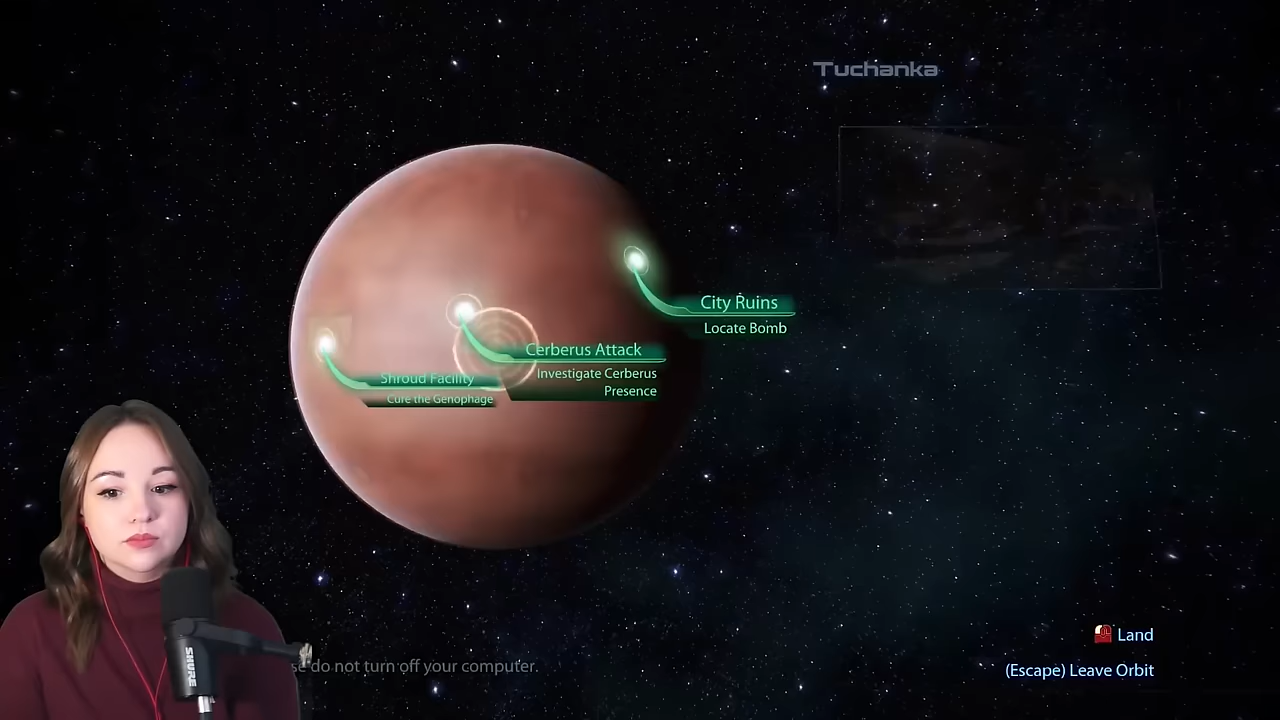 Tuchanka
City Ruins
Locate Bomb
Cerberus Attack
Investigate Cerberus
Presence
Shroud Facility
Cure the Genophage
SHURE
Land
do not turn off your computer.
(Escape) Leave Orbit